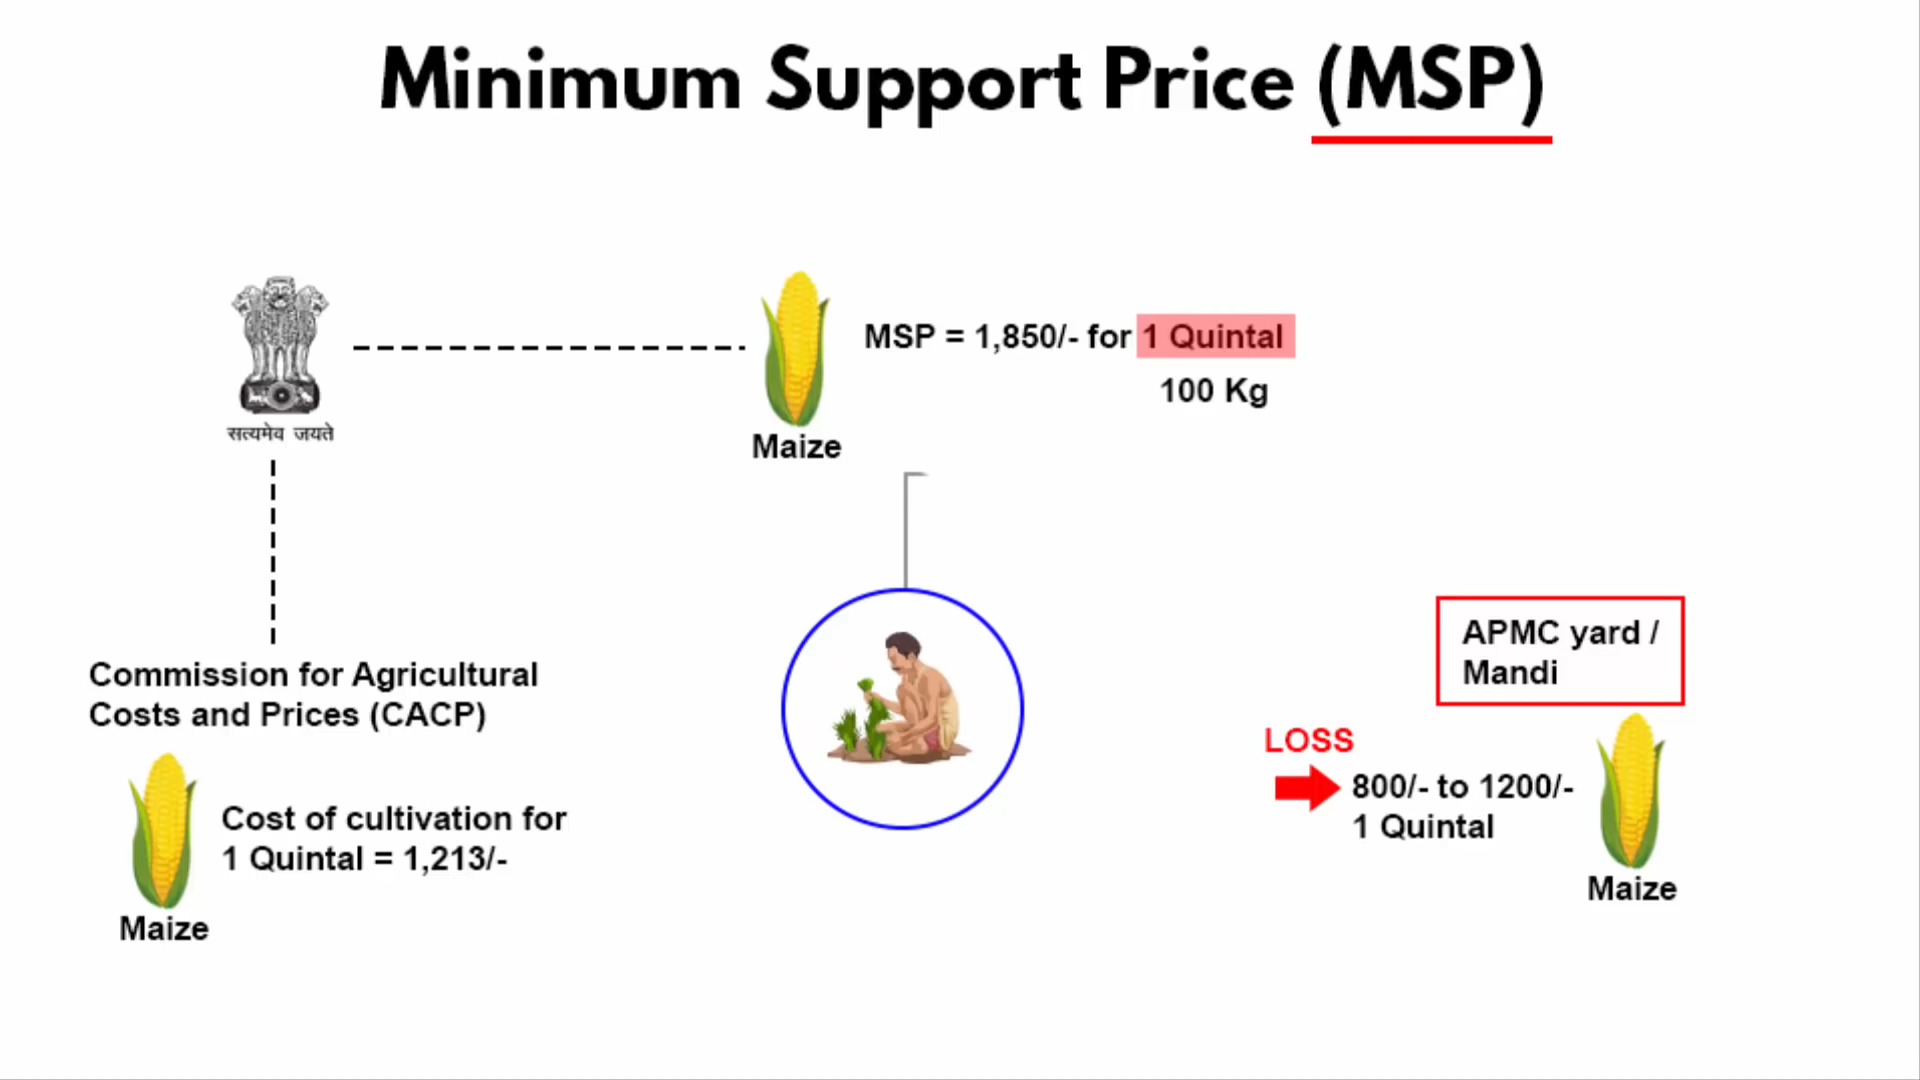 Minimum Support Price (MSP)
MSP = 1,850/- for 1 Quintal
100 Kg
सत्यमेव जयते
Maize
Commission for Agricultural
Costs and Prices (CACP)
Cost of cultivation for
1 Quintal = 1,213/-
Maize
APMC yard /
Mandi
LOSS
800/- to 1200/-
1 Quintal
Maize